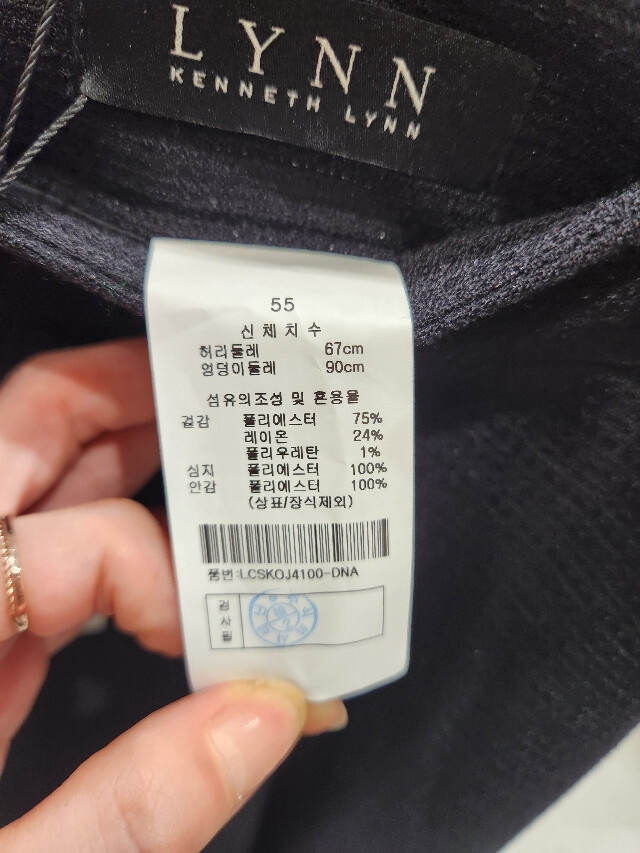 LYNN
KENNETH LYNN
55
신체치수
허리둘레 67cm
엉덩이둘레 90cm
섬유의조성 및 혼용율
겉감 폴리에스터 75%
레이온 24%
폴리우레탄 1%
심지 폴리에스터 100%
안감 폴리에스터 100%
(상표/장식제외)
품번:LCSKOJ4100-DNA
검사필